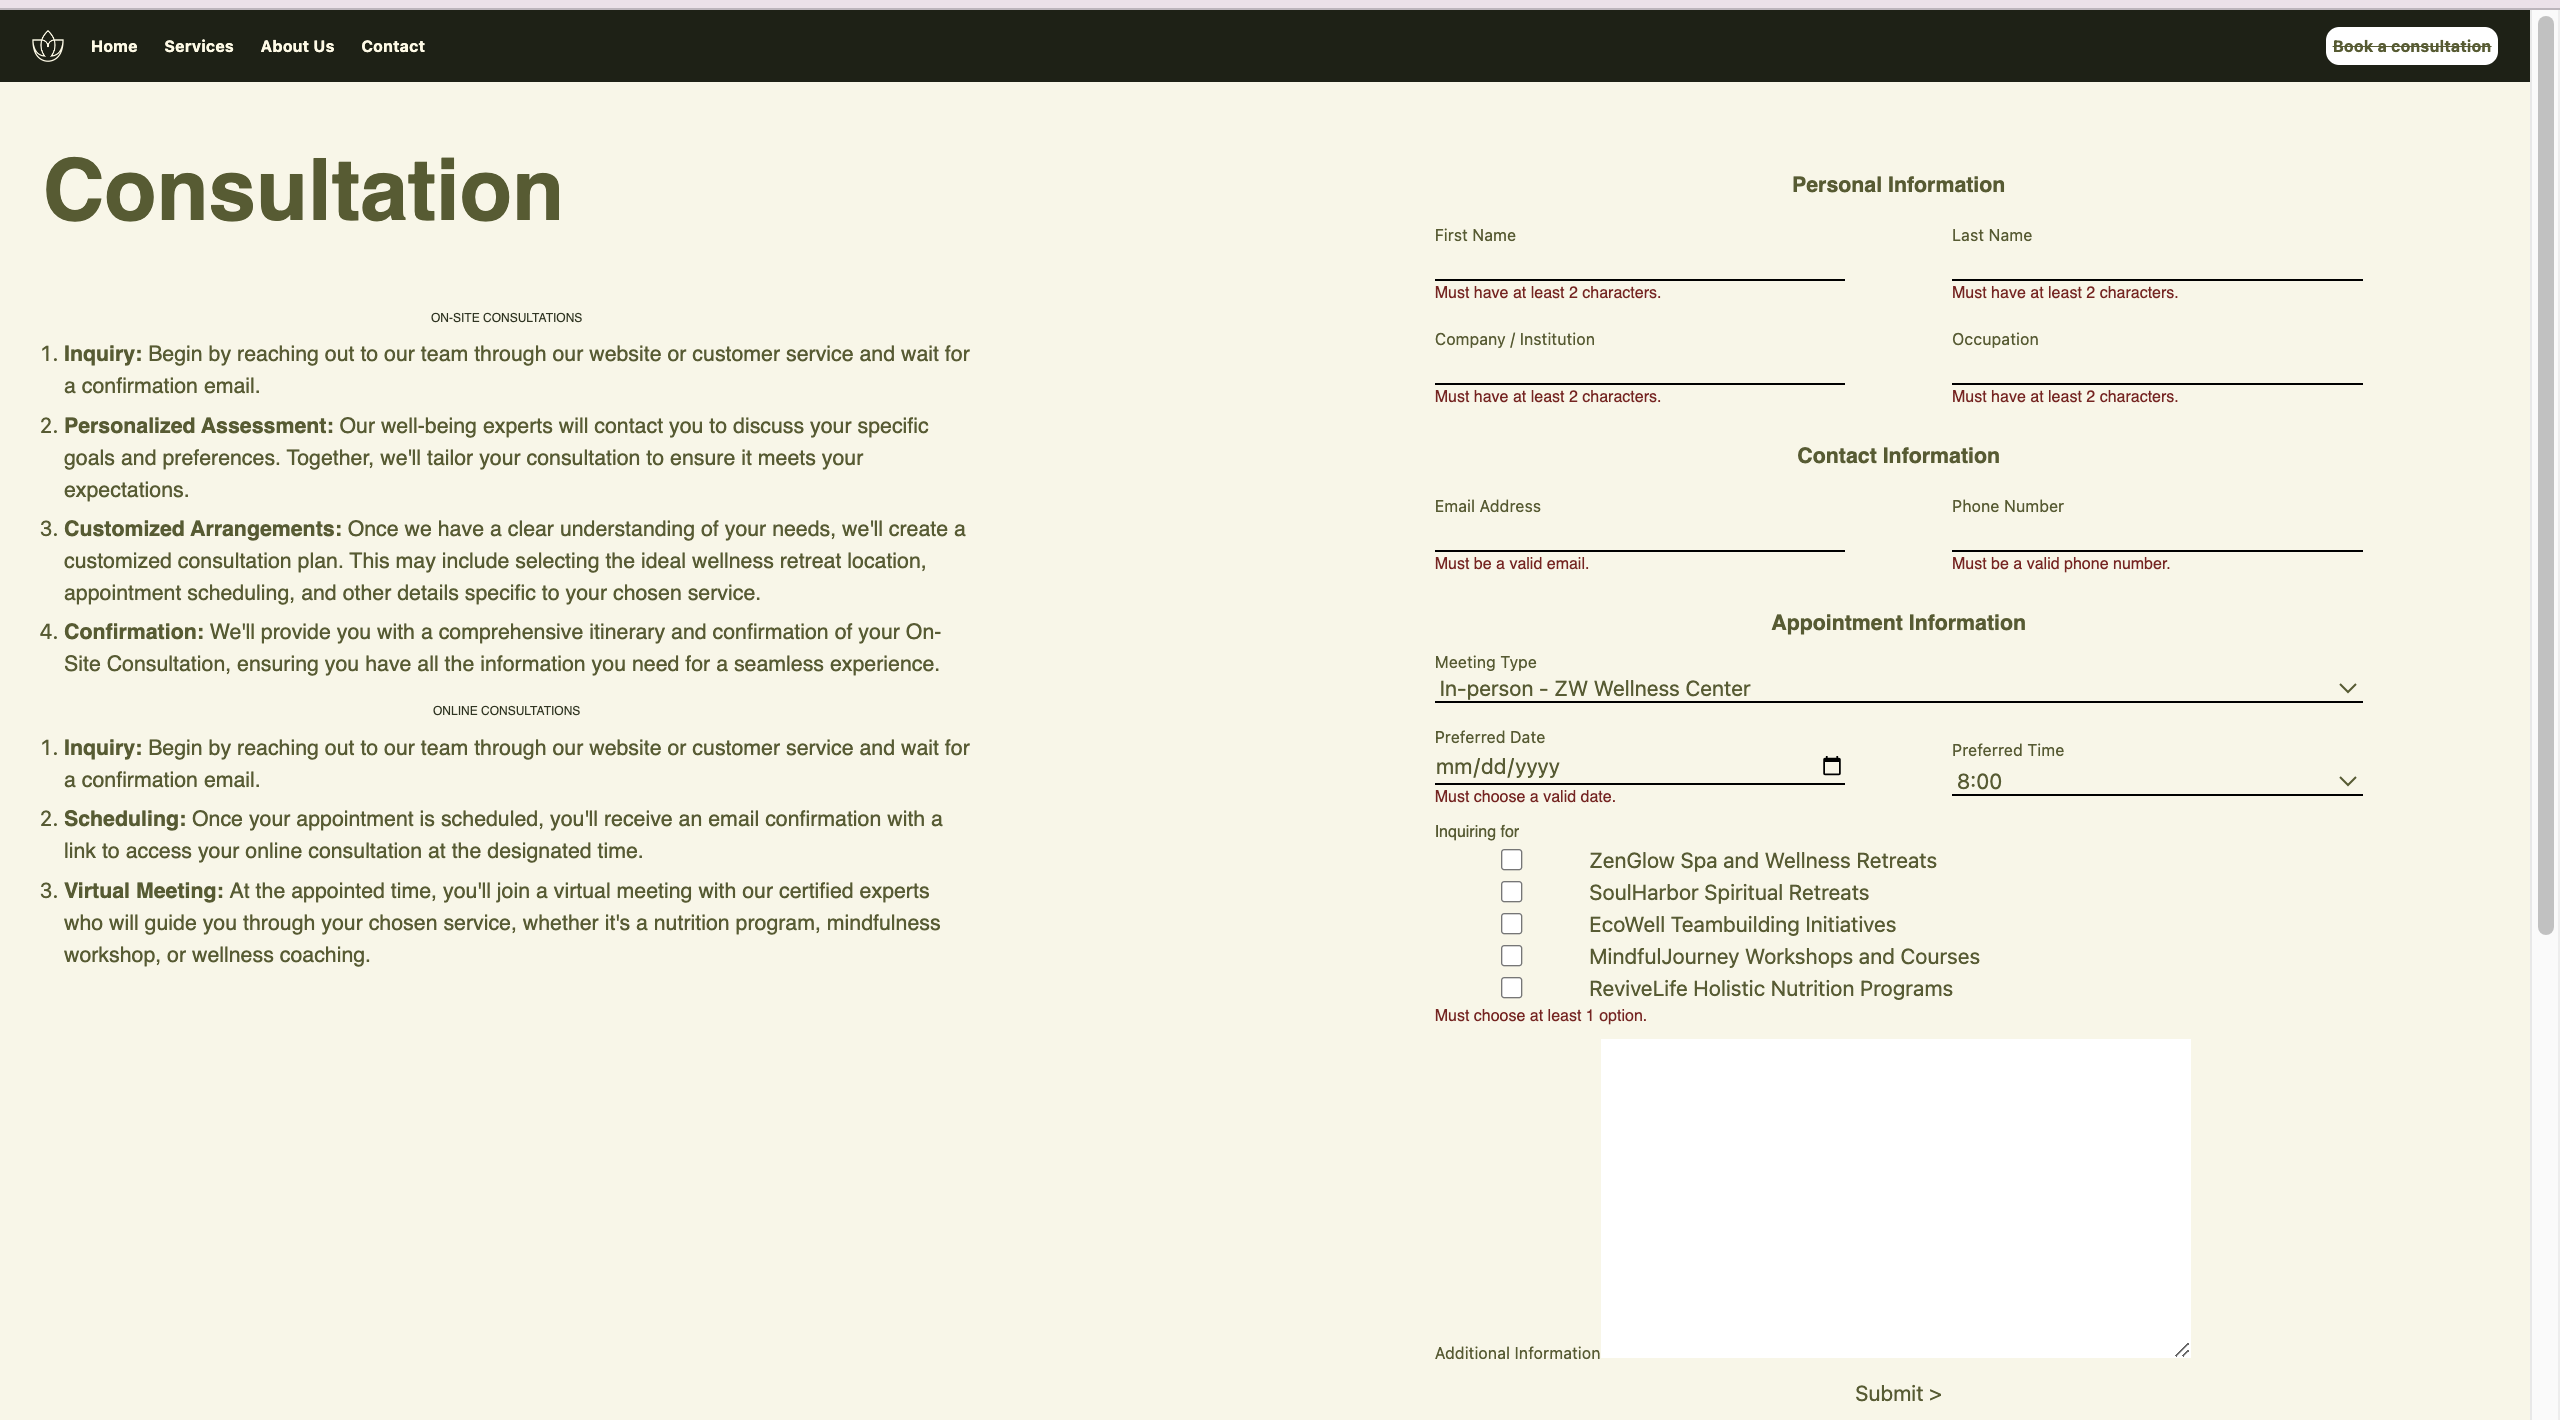 Home
Services
About Us
Contact
Book a consultation
Consultation
ON-SITE CONSULTATIONS
1. Inquiry: Begin by reaching out to our team through our website or customer service and wait for
a confirmation email.
2. Personalized Assessment: Our well-being experts will contact you to discuss your specific
goals and preferences. Together, we'll tailor your consultation to ensure it meets your
expectations.
3. Customized Arrangements: Once we have a clear understanding of your needs, we'll create a
customized consultation plan. This may include selecting the ideal wellness retreat location,
appointment scheduling, and other details specific to your chosen service.
4. Confirmation: We'll provide you with a comprehensive itinerary and confirmation of your On-
Site Consultation, ensuring you have all the information you need for a seamless experience.
ONLINE CONSULTATIONS
1. Inquiry: Begin by reaching out to our team through our website or customer service and wait for
a confirmation email.
2. Scheduling: Once your appointment is scheduled, you'll receive an email confirmation with a
link to access your online consultation at the designated time.
3. Virtual Meeting: At the appointed time, you'll join a virtual meeting with our certified experts
who will guide you through your chosen service, whether it's a nutrition program, mindfulness
workshop, or wellness coaching.
Personal Information
First Name
Must have at least 2 characters.
Last Name
Must have at least 2 characters.
Company / Institution
Must have at least 2 characters.
Occupation
Must have at least 2 characters.
Contact Information
Email Address
Must be a valid email.
Phone Number
Must be a valid phone number.
Appointment Information
Meeting Type
In-person - ZW Wellness Center
Preferred Date
mm/dd/yyyy
Must choose a valid date.
Preferred Time
8:00
Inquiring for
ZenGlow Spa and Wellness Retreats
SoulHarbor Spiritual Retreats
EcoWell Teambuilding Initiatives
MindfulJourney Workshops and Courses
ReviveLife Holistic Nutrition Programs
Must choose at least 1 option.
Additional Information
Submit >